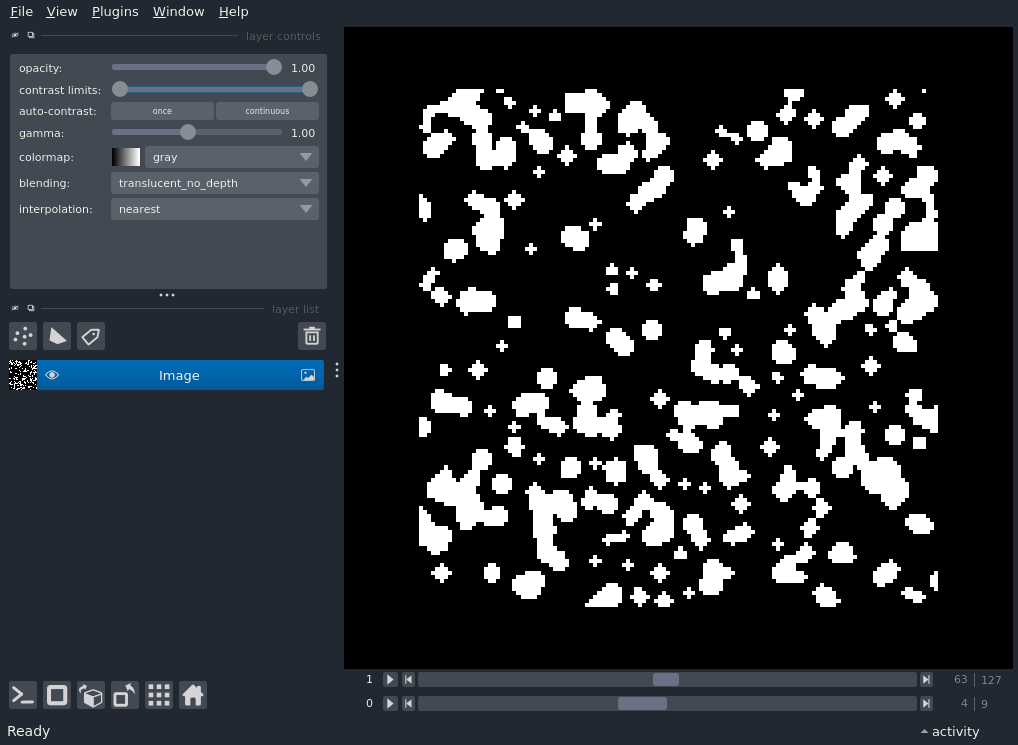 File View Plugins Window Help
layer controls
opacity: 1.00
contrast limits:
auto-contrast: once continuous
gamma: 1.00
colormap: gray
blending: translucent_no_depth
interpolation: nearest
layer list
Image
1 63 127
0 4 9
Ready activity